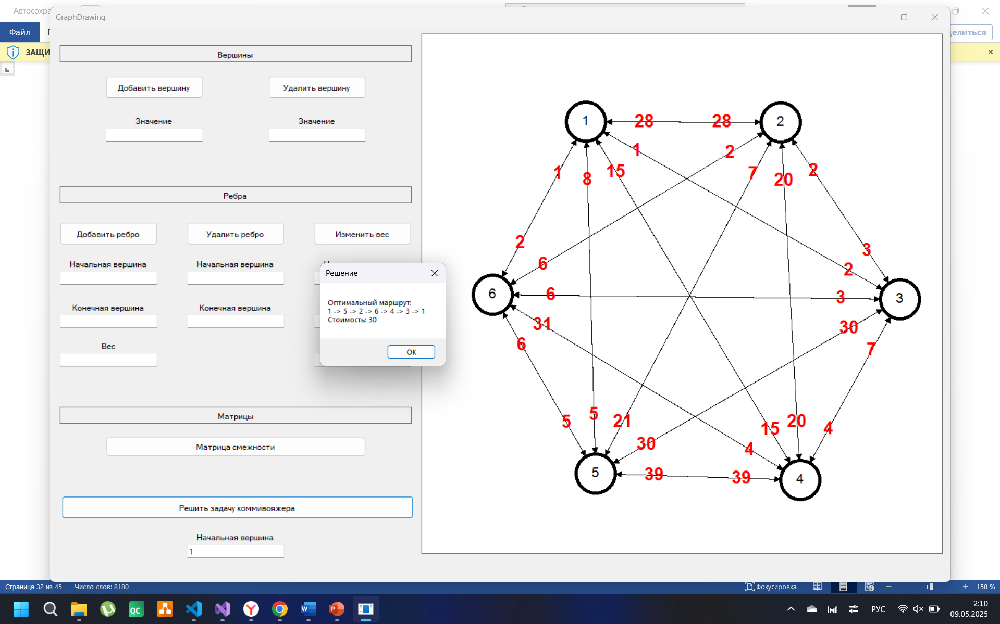 Автосохра
GraphDrawing
Файл
елиться
ЗАЩИ
Вершины
Добавить вершину
Удалить вершину
Значение
Значение
Ребра
Добавить ребро
Удалить ребро
Изменить вес
Начальная вершина
Начальная вершина
Конечная вершина
Конечная вершина
Вес
Решение
Оптимальный маршрут:
1 -> 5 -> 2 -> 6 -> 4 -> 3 -> 1
Стоимость: 30
OK
Матрицы
Матрица смежности
Решить задачу коммивояжера
Начальная вершина
1
1
28
28
2
1
2
1
8
15
7
20
2
2
6
3
2
6
6
3
3
31
30
6
7
5
5
21
15
20
4
30
4
5
39
39
4
Страница 32 из 45
Число слов: 8180
Фокусировка
150 %
QC
РУС
2:10
09.05.2025